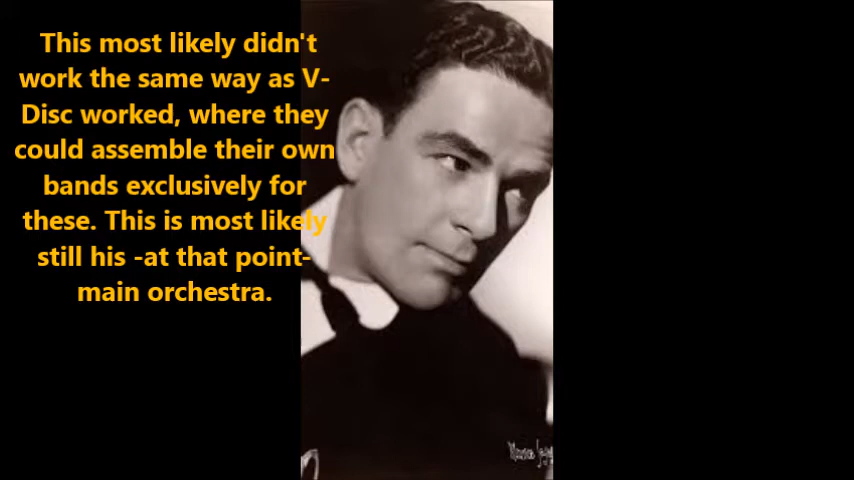 This most likely didn't
work the same way as V-
Disc worked, where they
could assemble their own
bands exclusively for
these. This is most likely
still his -at that point-
main orchestra.